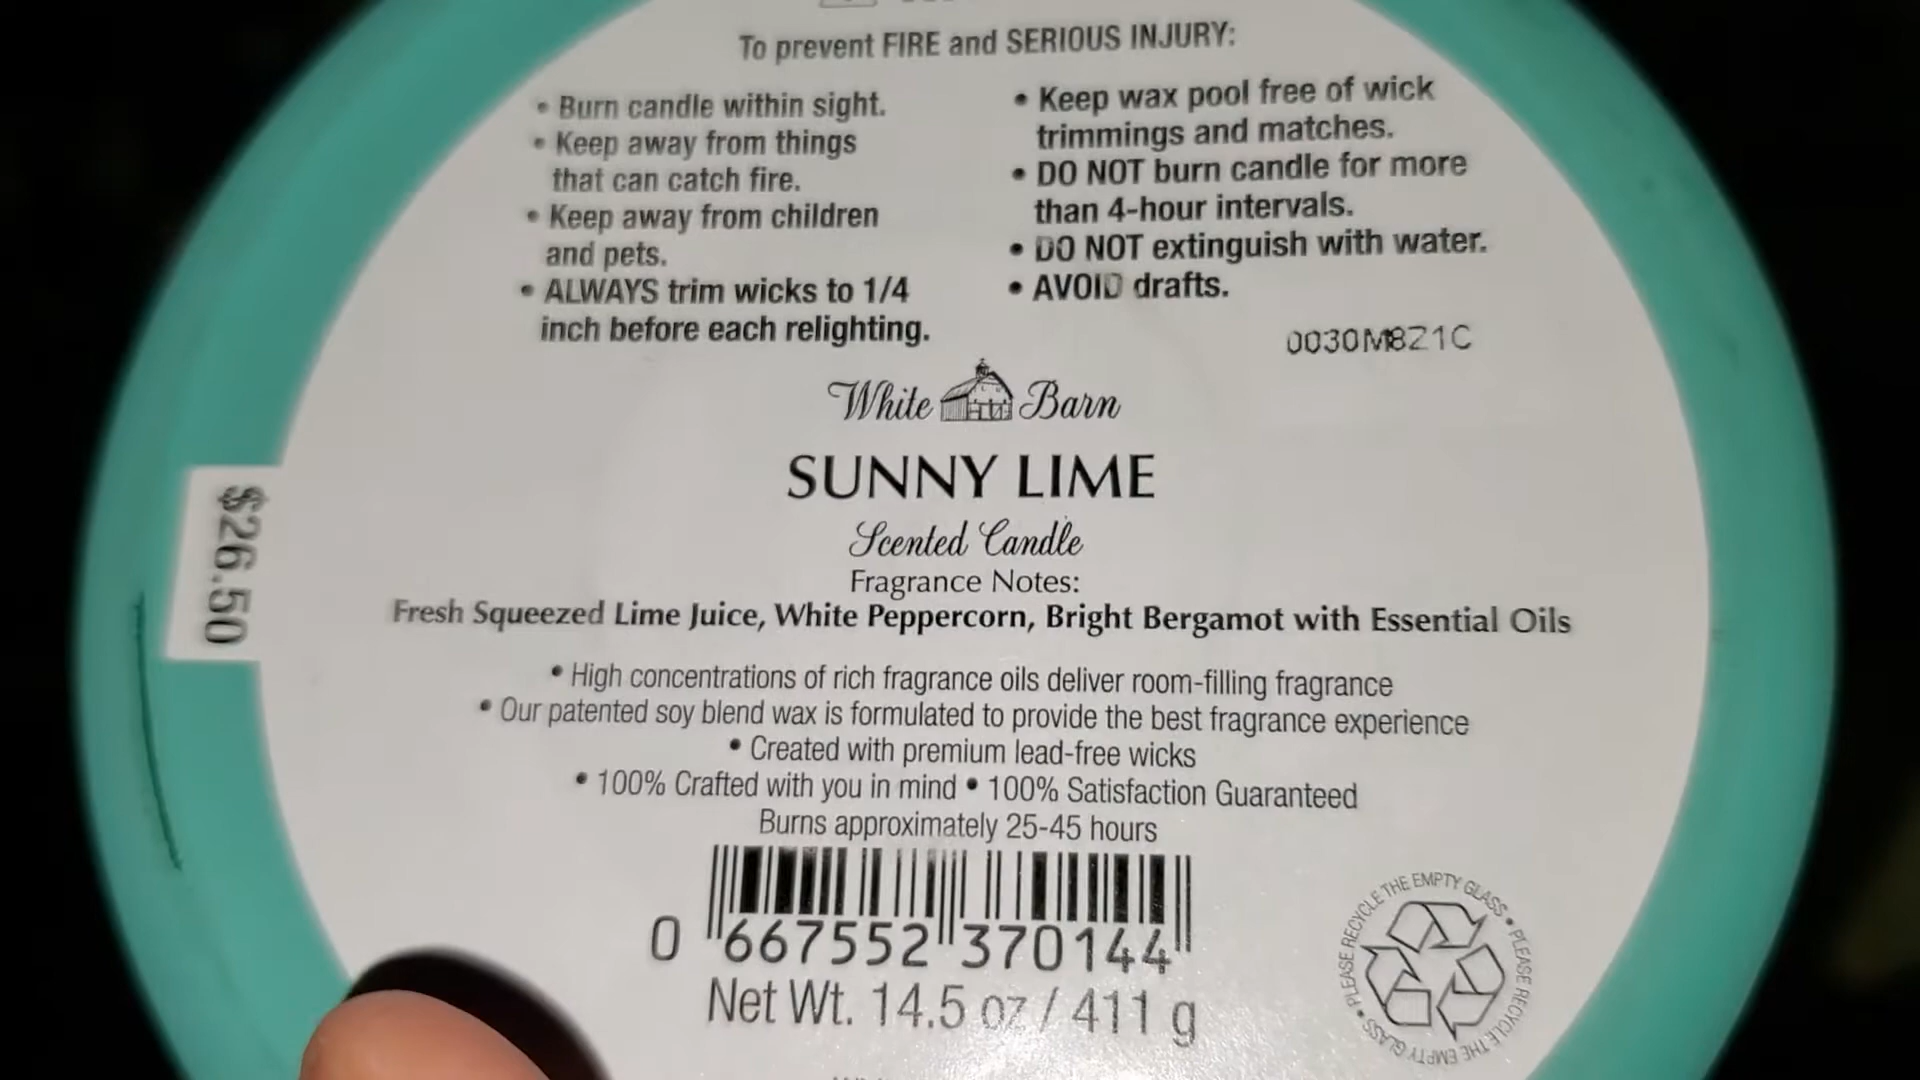 To prevent FIRE and SERIOUS INJURY:
• Burn candle within sight.
• Keep away from things
that can catch fire.
• Keep away from children
and pets.
• ALWAYS trim wicks to 1/4
inch before each relighting.
• Keep wax pool free of wick
trimmings and matches.
• DO NOT burn candle for more
than 4-hour intervals.
• DO NOT extinguish with water.
• AVOID drafts.
0030M8Z1C
White Barn
SUNNY LIME
Scented Candle
Fragrance Notes:
Fresh Squeezed Lime Juice, White Peppercorn, Bright Bergamot with Essential Oils
• High concentrations of rich fragrance oils deliver room-filling fragrance
• Our patented soy blend wax is formulated to provide the best fragrance experience
• Created with premium lead-free wicks
• 100% Crafted with you in mind • 100% Satisfaction Guaranteed
Burns approximately 25-45 hours
0 667552 370144
Net Wt. 14.5 oz / 411 g
$26.50
• PLEASE RECYCLE THE EMPTY GLASS • PLEASE RECYCLE THE EMPTY GLASS